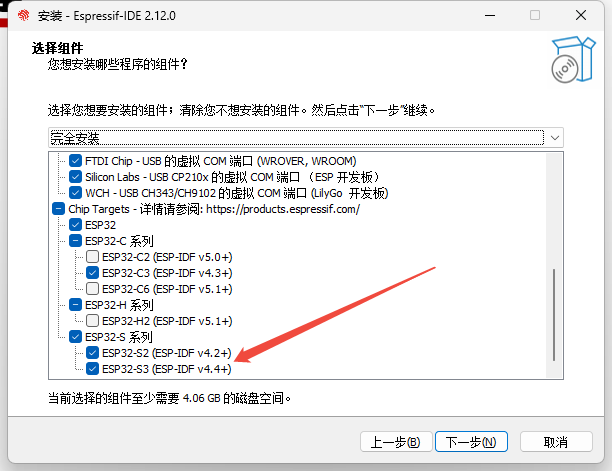 安装 - Espressif-IDE 2.12.0
选择组件
您想安装哪些程序的组件？
选择您想要安装的组件；清除您不想安装的组件。然后点击“下一步”继续。
完全安装
FTDI Chip - USB 的虚拟 COM 端口 (WROVER, WROOM)
Silicon Labs - USB CP210x 的虚拟 COM 端口 （ESP 开发板）
WCH - USB CH343/CH9102 的虚拟 COM 端口 (LilyGo 开发板)
Chip Targets - 详情请参阅: https://products.espressif.com/
ESP32
ESP32-C 系列
ESP32-C2 (ESP-IDF v5.0+)
ESP32-C3 (ESP-IDF v4.3+)
ESP32-C6 (ESP-IDF v5.1+)
ESP32-H 系列
ESP32-H2 (ESP-IDF v5.1+)
ESP32-S 系列
ESP32-S2 (ESP-IDF v4.2+)
ESP32-S3 (ESP-IDF v4.4+)
当前选择的组件至少需要 4.06 GB 的磁盘空间。
上一步(B) 下一步(N) 取消